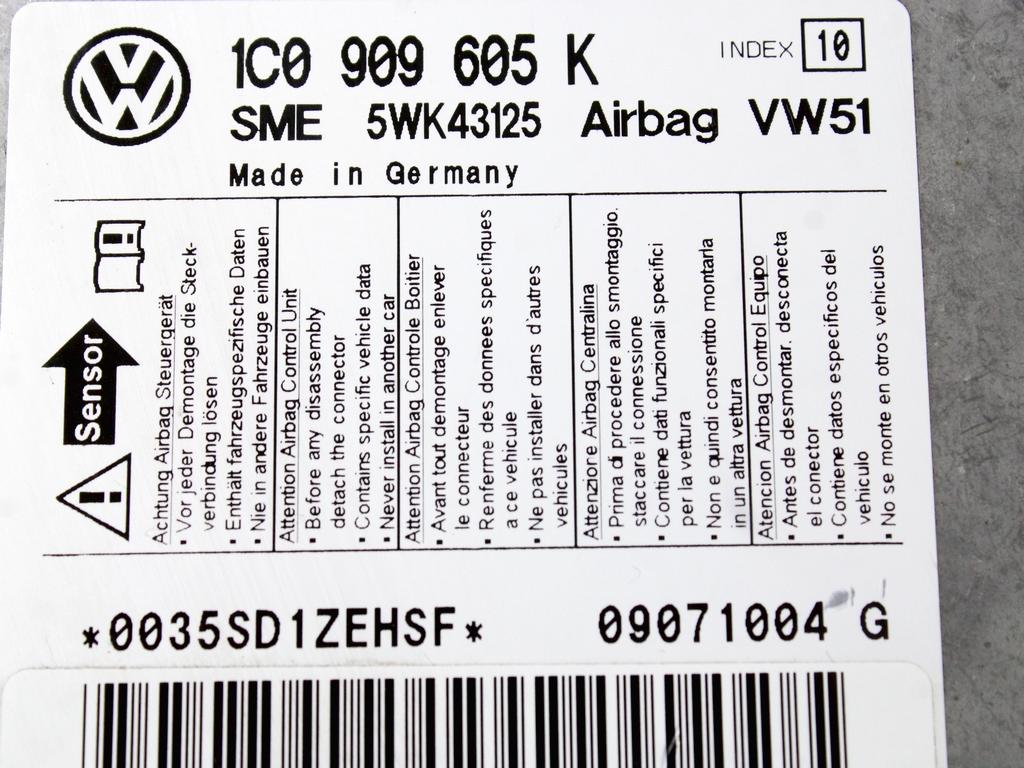 1C0 909 605 K
INDEX 10
SME 5WK43125 Airbag VW51
Made in Germany
Sensor
Achtung Airbag Steuergerät
▪ Vor jeder Demontage die Steck-
verbindung lösen
▪ Enthält fahrzeugspezifische Daten
▪ Nie in andere Fahrzeuge einbauen
Attention Airbag Control Unit
▪ Before any disassembly
detach the connector
▪ Contains specific vehicle data
▪ Never install in another car
Attention Airbag Controle Boitier
▪ Avant tout demontage enlever
le connecteur
▪ Renferme des donnees specifiques
a ce vehicule
▪ Ne pas installer dans d'autres
vehicules
Attenzione Airbag Centralina
▪ Prima di procedere allo smontaggio.
staccare il connessione
▪ Contiene dati funzionali specifici
per la vettura
▪ Non e quindi consentito montarla
in un altra vettura
Atencion Airbag Control Equipo
▪ Antes de desmontar. desconecta
el conector
▪ Contiene datos especificos del
vehiculo
▪ No se monte en otros vehiculos
*0035SD1ZEHSF* 09071004 G